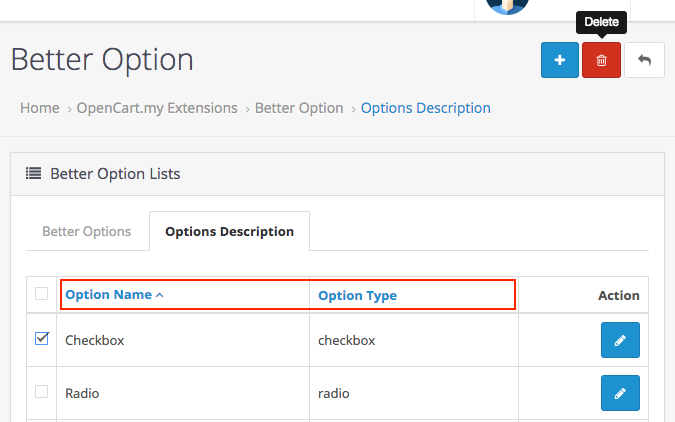 Delete
Better Option
Home › OpenCart.my Extensions › Better Option › Options Description
Better Option Lists
Better Options Options Description
Option Name Option Type Action
Checkbox checkbox
Radio radio